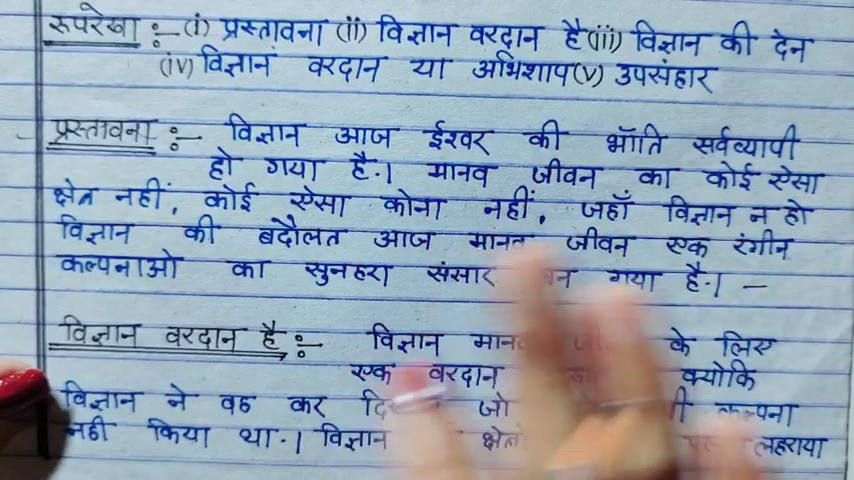 रूपरेखा :- (i) प्रस्तावना (ii) विज्ञान वरदान है (iii) विज्ञान की देन
(iv) विज्ञान वरदान या अभिशाप (v) उपसंहार
प्रस्तावना :- विज्ञान आज ईश्वर की भाँति सर्वव्यापी
हो गया है.। मानव जीवन का कोई ऐसा
क्षेत्र नहीं, कोई ऐसा कोना नहीं, जहाँ विज्ञान न हो
विज्ञान की बदौलत आज मानव जीवन एक रंगीन
कल्पनाओ का सुनहरा संसार गया है.। —
विज्ञान वरदान है :- विज्ञान के लिए
एक वरदान क्योकि
विज्ञान ने वह कर जो कल्पना
नही किया था.। विज्ञान लहराया